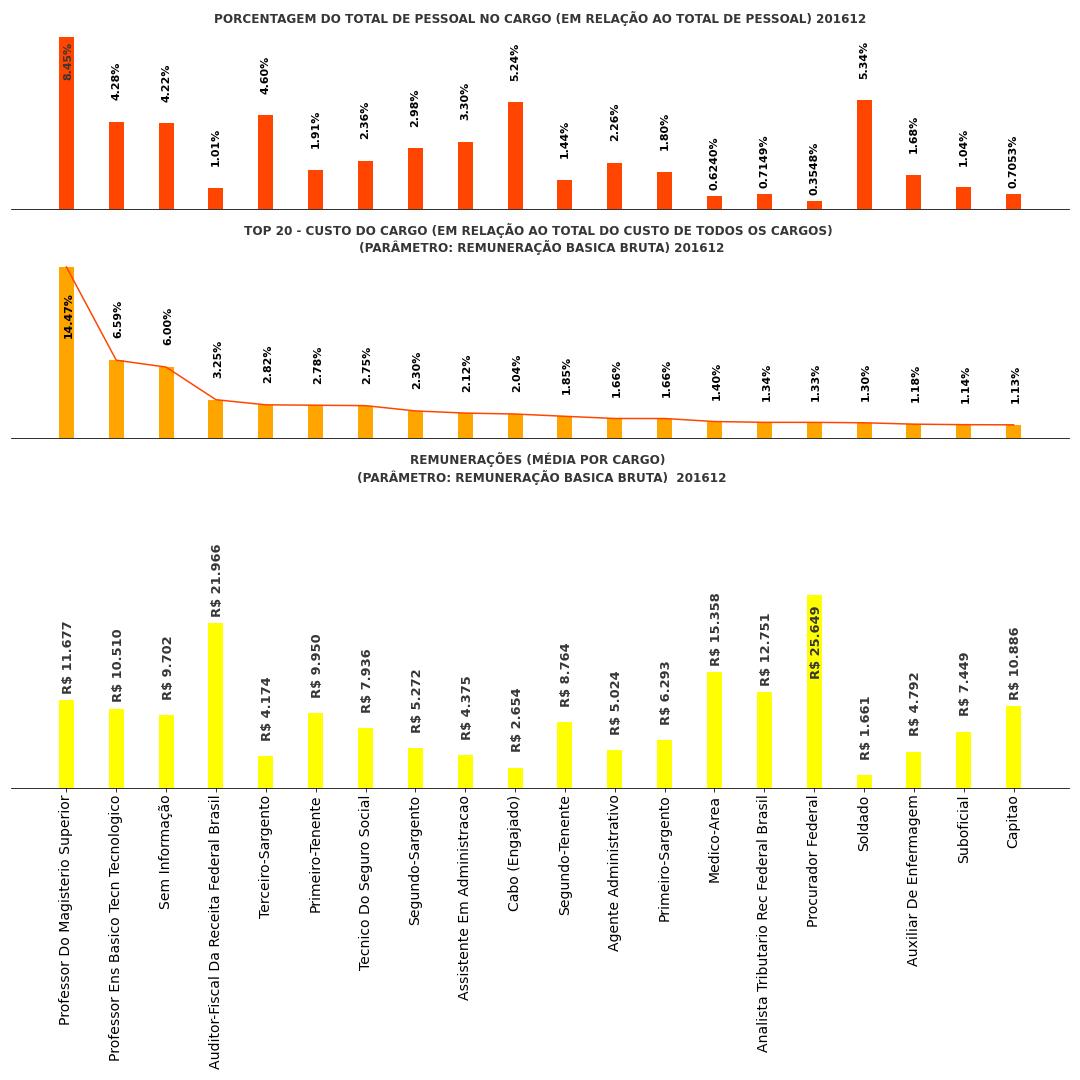 PORCENTAGEM DO TOTAL DE PESSOAL NO CARGO (EM RELAÇÃO AO TOTAL DE PESSOAL) 201612
8.45%
4.28%
4.22%
1.01%
4.60%
1.91%
2.36%
2.98%
3.30%
5.24%
1.44%
2.26%
1.80%
0.6240%
0.7149%
0.3548%
5.34%
1.68%
1.04%
0.7053%
TOP 20 - CUSTO DO CARGO (EM RELAÇÃO AO TOTAL DO CUSTO DE TODOS OS CARGOS)
(PARÂMETRO: REMUNERAÇÃO BASICA BRUTA) 201612
14.47%
6.59%
6.00%
3.25%
2.82%
2.78%
2.75%
2.30%
2.12%
2.04%
1.85%
1.66%
1.66%
1.40%
1.34%
1.33%
1.30%
1.18%
1.14%
1.13%
REMUNERAÇÕES (MÉDIA POR CARGO)
(PARÂMETRO: REMUNERAÇÃO BASICA BRUTA) 201612
R$ 11.677
R$ 10.510
R$ 9.702
R$ 21.966
R$ 4.174
R$ 9.950
R$ 7.936
R$ 5.272
R$ 4.375
R$ 2.654
R$ 8.764
R$ 5.024
R$ 6.293
R$ 15.358
R$ 12.751
R$ 25.649
R$ 1.661
R$ 4.792
R$ 7.449
R$ 10.886
Professor Do Magisterio Superior
Professor Ens Basico Tecn Tecnologico
Sem Informação
Auditor-Fiscal Da Receita Federal Brasil
Terceiro-Sargento
Primeiro-Tenente
Tecnico Do Seguro Social
Segundo-Sargento
Assistente Em Administracao
Cabo (Engajado)
Segundo-Tenente
Agente Administrativo
Primeiro-Sargento
Medico-Area
Analista Tributario Rec Federal Brasil
Procurador Federal
Soldado
Auxiliar De Enfermagem
Suboficial
Capitao